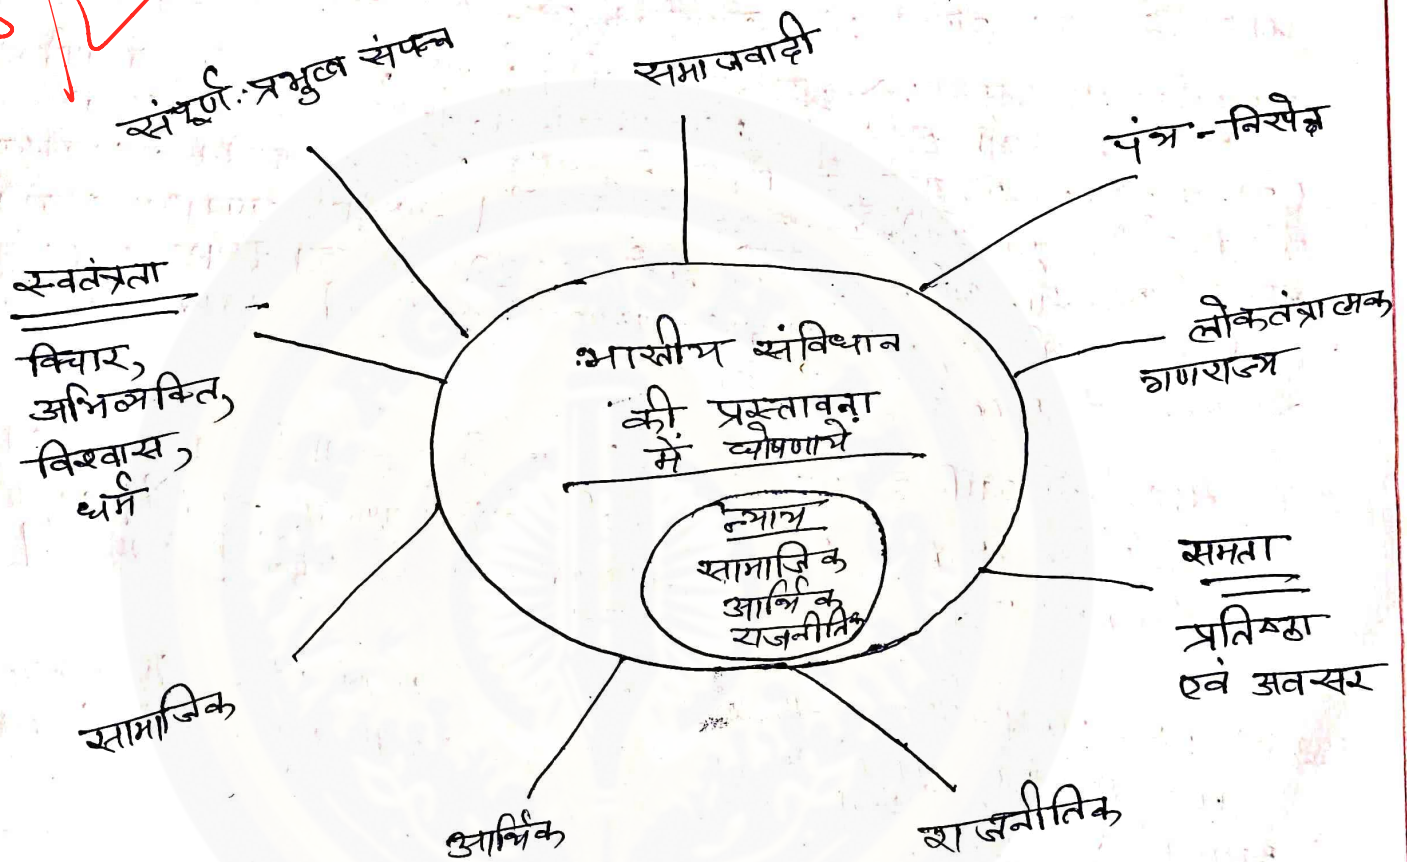 संपूर्ण प्रभुत्व संपन्न
समाजवादी
पंथ - निरपेक्ष
स्वतंत्रता
विचार,
अभिव्यक्ति,
विश्वास,
धर्म
भारतीय संविधान
की प्रस्तावना
में घोषणाये
न्याय
सामाजिक
आर्थिक
राजनीतिक
लोकतंत्रात्मक
गणराज्य
समता
प्रतिष्ठा
एवं अवसर
सामाजिक
आर्थिक
राजनीतिक